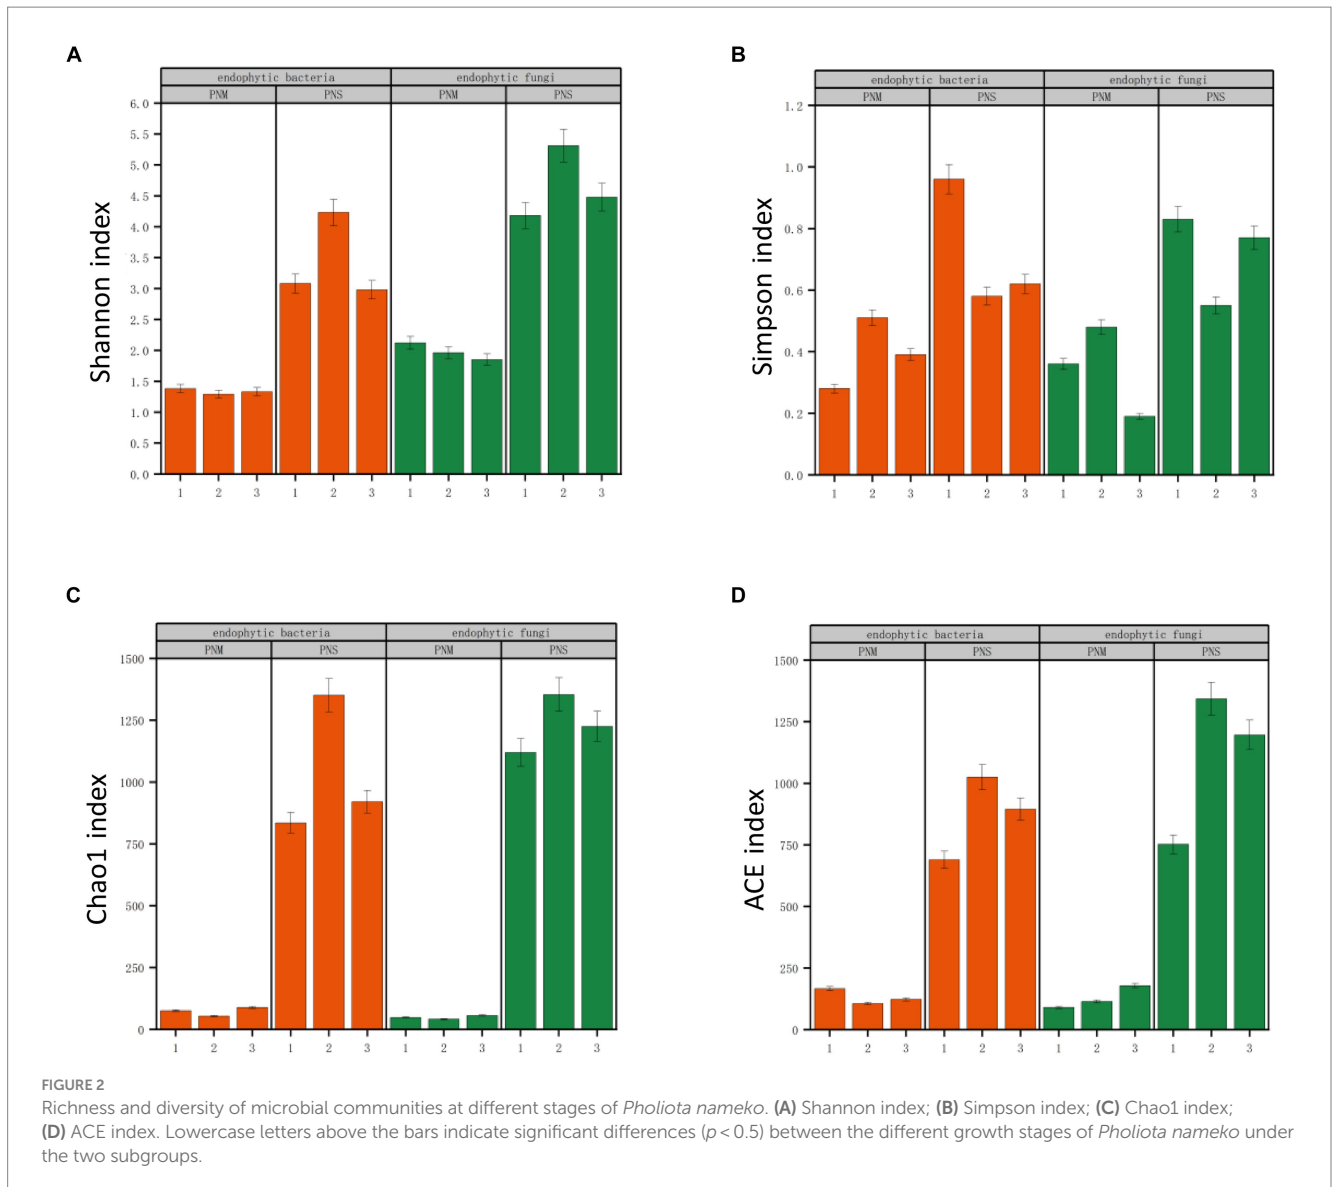 A
endophytic bacteria endophytic fungi
PNM PNS PNM PNS
6.0
5.5
5.0
4.5
4.0
3.5
3.0
2.5
2.0
1.5
1.0
0.5
0.0
Shannon index
1 2 3 1 2 3 1 2 3 1 2 3
B
endophytic bacteria endophytic fungi
PNM PNS PNM PNS
1.2
1.0
0.8
0.6
0.4
0.2
0.0
Simpson index
1 2 3 1 2 3 1 2 3 1 2 3
C
endophytic bacteria endophytic fungi
PNM PNS PNM PNS
1500
1250
1000
750
500
250
0
Chao1 index
1 2 3 1 2 3 1 2 3 1 2 3
D
endophytic bacteria endophytic fungi
PNM PNS PNM PNS
1500
1250
1000
750
500
250
0
ACE index
1 2 3 1 2 3 1 2 3 1 2 3
FIGURE 2
Richness and diversity of microbial communities at different stages of Pholiota nameko. (A) Shannon index; (B) Simpson index; (C) Chao1 index;
(D) ACE index. Lowercase letters above the bars indicate significant differences (p < 0.5) between the different growth stages of Pholiota nameko under
the two subgroups.